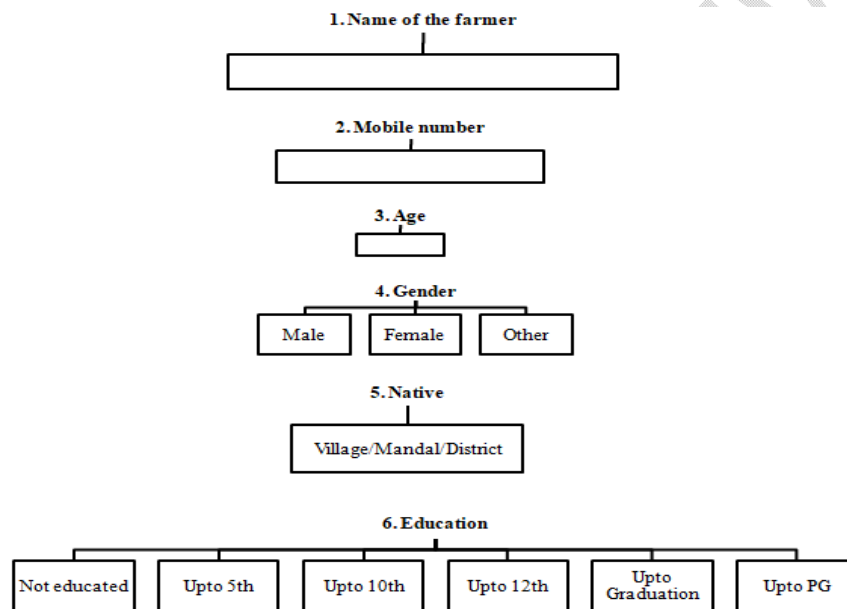 1. Name of the farmer
2. Mobile number
3. Age
4. Gender
Male Female Other
5. Native
Village/Mandal/District
6. Education
Not educated Upto 5th Upto 10th Upto 12th Upto Graduation Upto PG